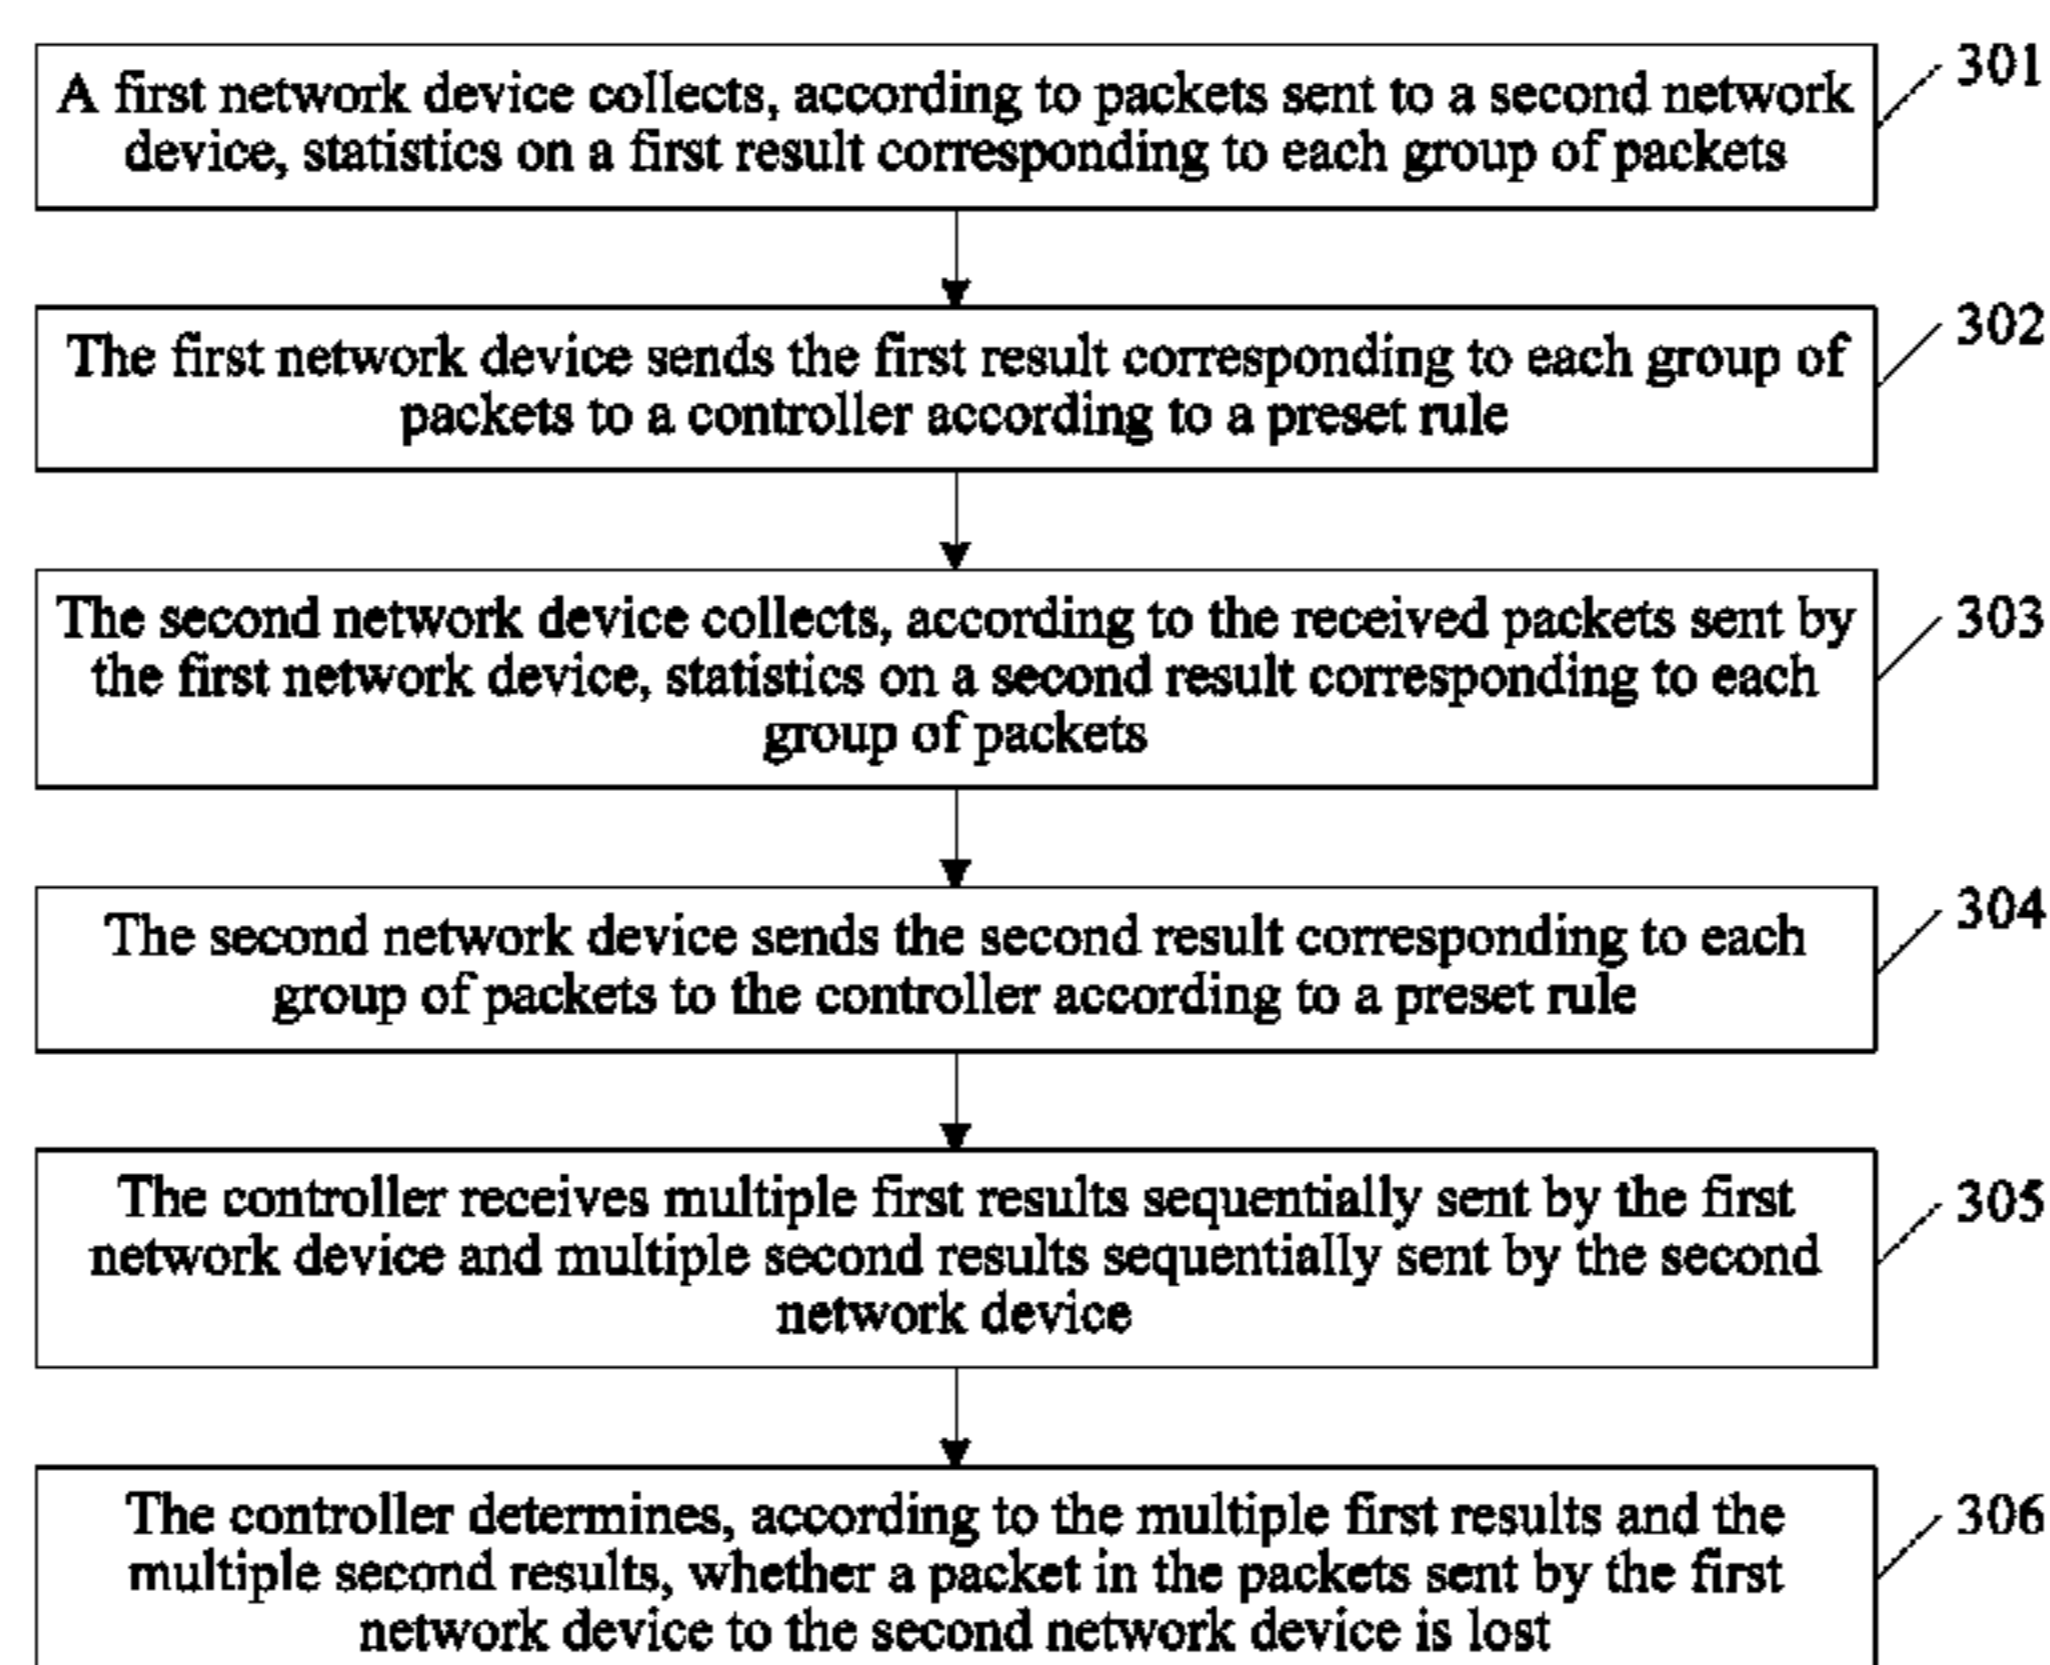 A first network device collects, according to packets sent to a second network
device, statistics on a first result corresponding to each group of packets
301
The first network device sends the first result corresponding to each group of
packets to a controller according to a preset rule
302
The second network device collects, according to the received packets sent by
the first network device, statistics on a second result corresponding to each
group of packets
303
The second network device sends the second result corresponding to each
group of packets to the controller according to a preset rule
304
The controller receives multiple first results sequentially sent by the first
network device and multiple second results sequentially sent by the second
network device
305
The controller determines, according to the multiple first results and the
multiple second results, whether a packet in the packets sent by the first
network device to the second network device is lost
306